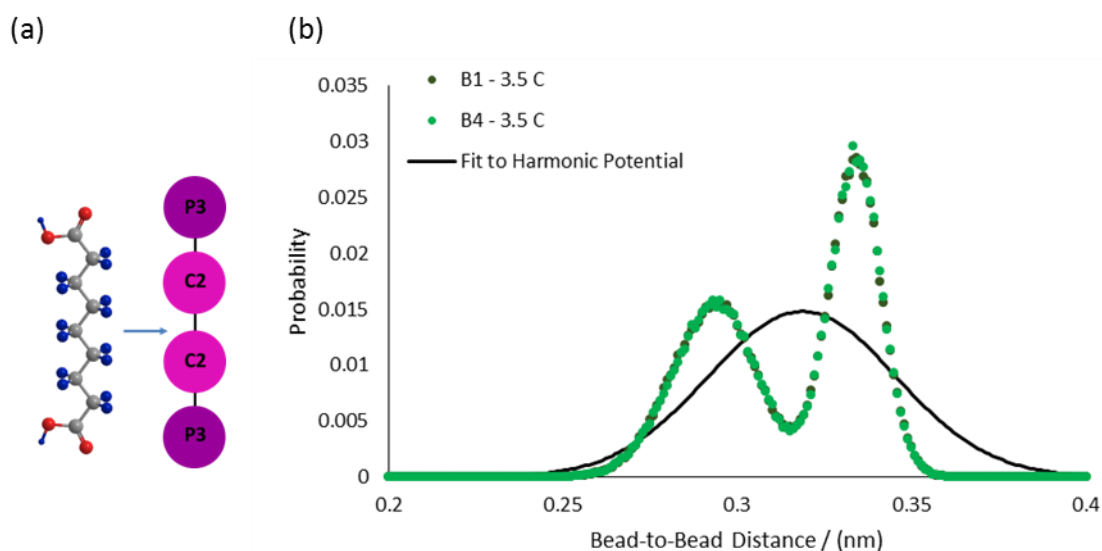 (a)
(b)
P3
C2
C2
P3
B1 - 3.5 C
B4 - 3.5 C
Fit to Harmonic Potential
Probability
0.035
0.03
0.025
0.02
0.015
0.01
0.005
0
0.2
0.25
0.3
0.35
0.4
Bead-to-Bead Distance / (nm)